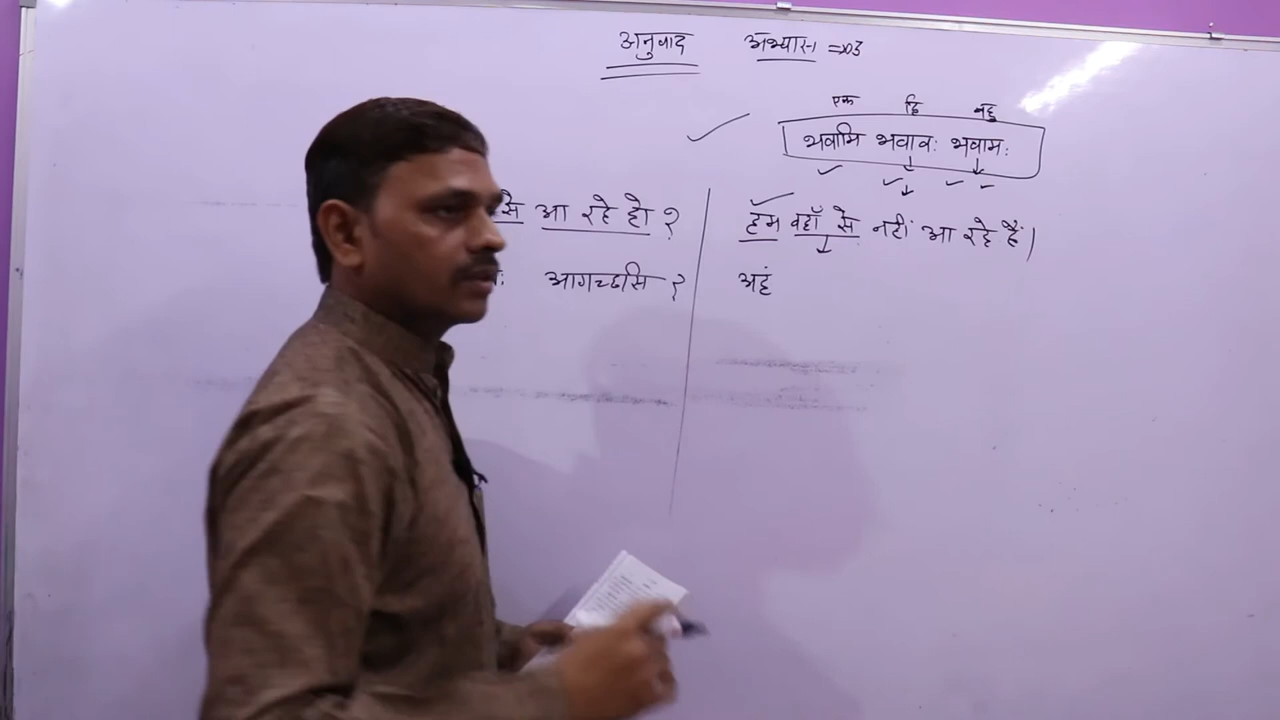 अनुवाद अभ्यास =>03
एक द्वि बहु
भवामि भवावः भवामः
से आ रहे हो ?
आगच्छसि ?
हम वहाँ से नहीं आ रहे हैं।
अहं